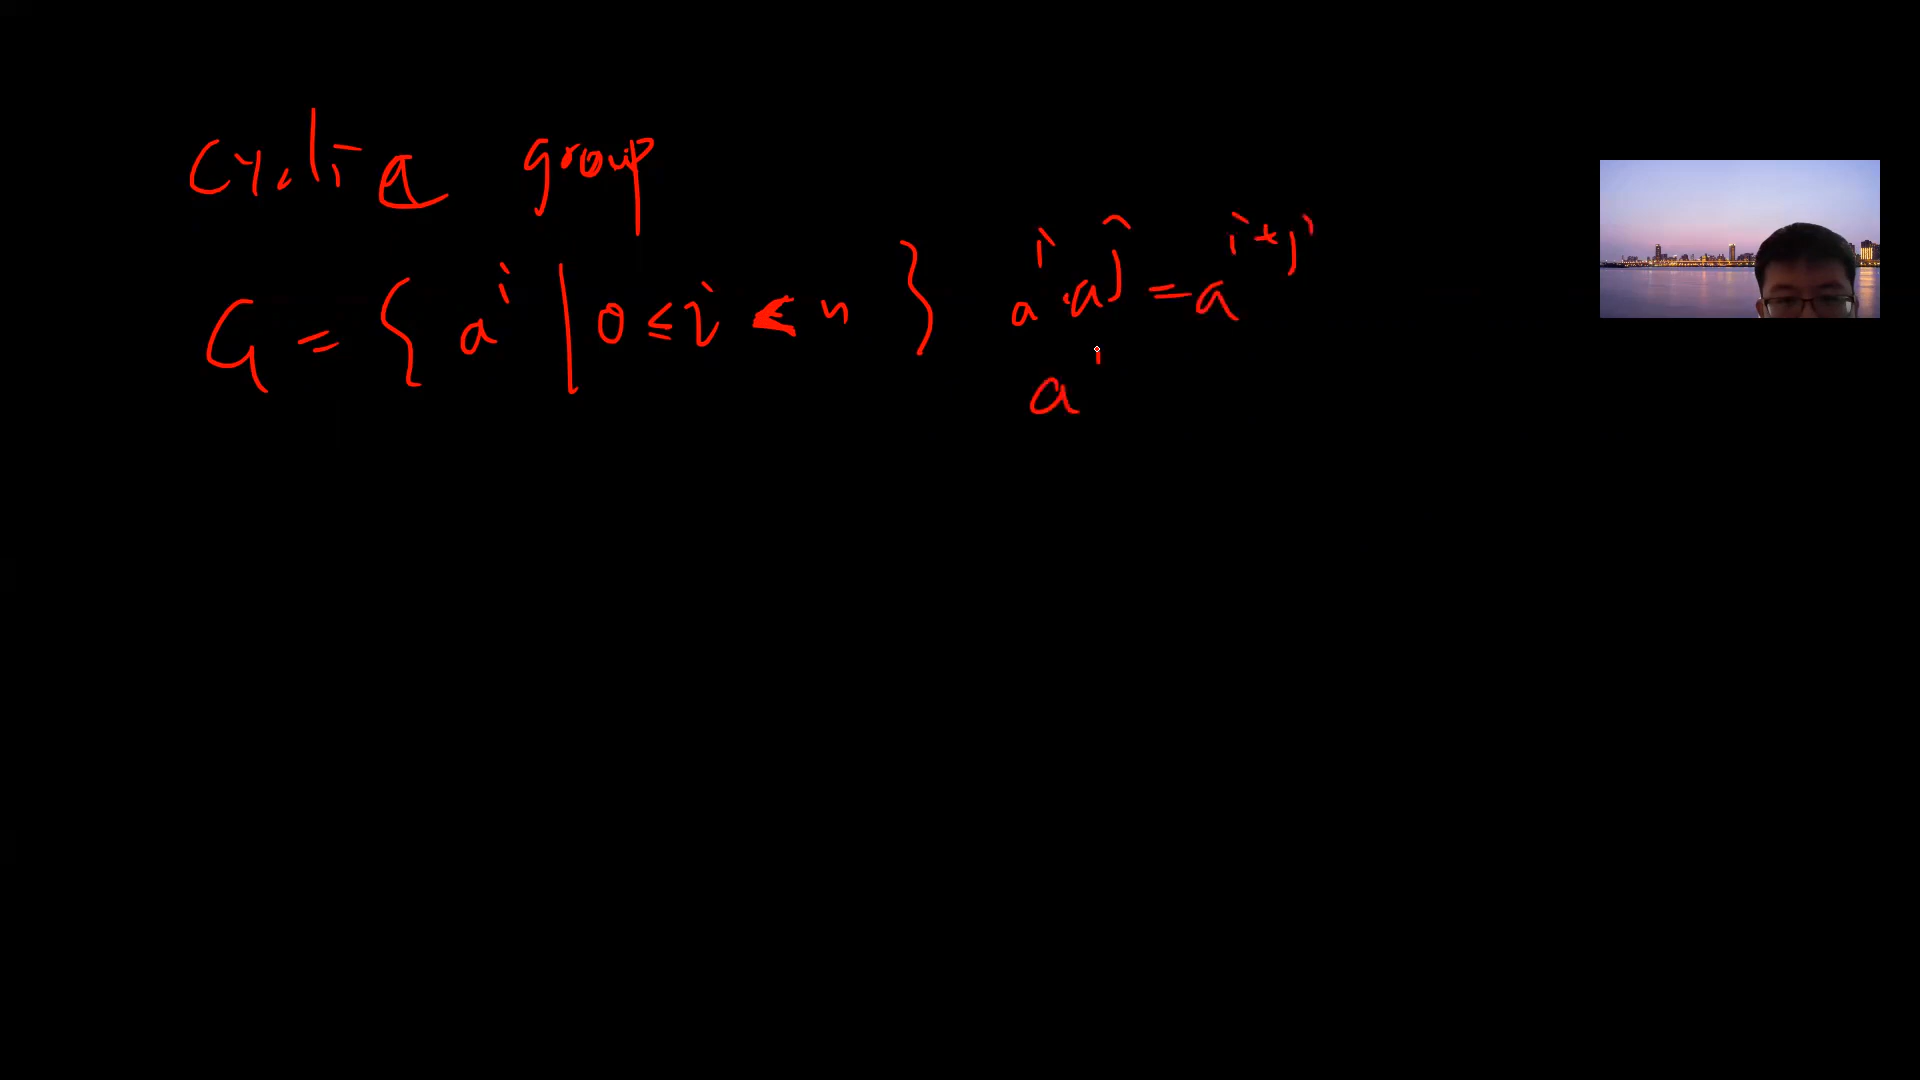 cyclic group
G = { a^i | 0 ≤ i < n } a^i · a^j = a^{i+j}
a^i